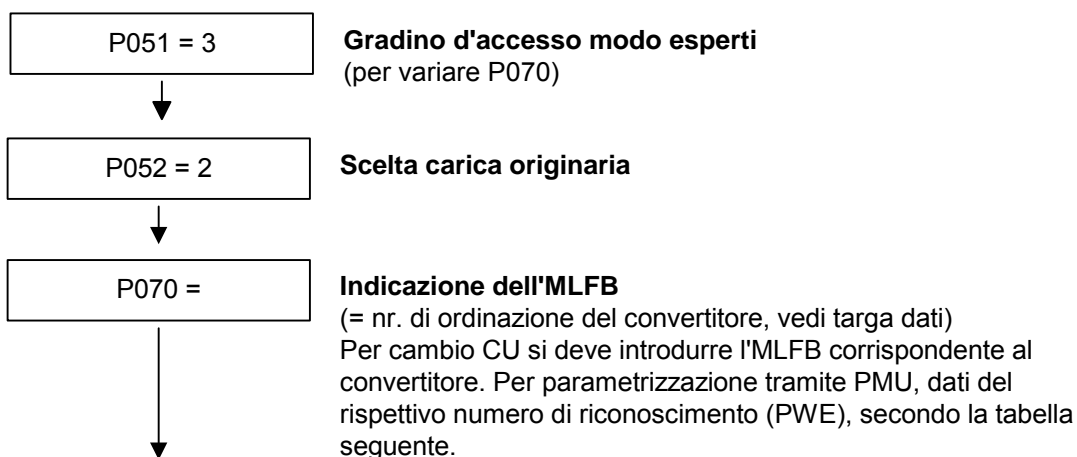 P051 = 3
Gradino d'accesso modo esperti
(per variare P070)
P052 = 2
Scelta carica originaria
P070 =
Indicazione dell'MLFB
(= nr. di ordinazione del convertitore, vedi targa dati)
Per cambio CU si deve introdurre l'MLFB corrispondente al
convertitore. Per parametrizzazione tramite PMU, dati del
rispettivo numero di riconoscimento (PWE), secondo la tabella
seguente.